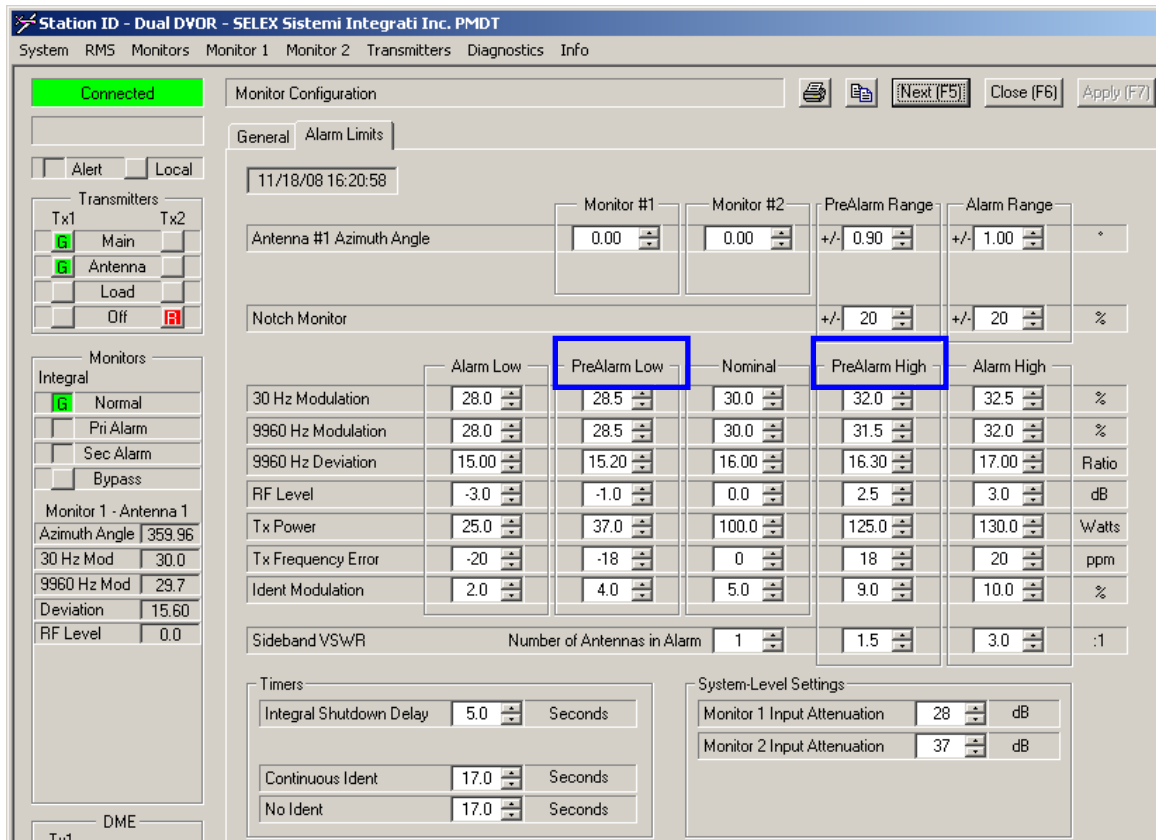 Station ID - Dual DVOR - SELEX Sistemi Integrati Inc. PMDT
System RMS Monitors Monitor 1 Monitor 2 Transmitters Diagnostics Info
Connected
Monitor Configuration
Next (F5) Close (F6) Apply (F7)
General Alarm Limits
Alert Local
11/18/08 16:20:58
Transmitters
Tx1 Tx2
G Main
G Antenna
Load
Off R
Monitor #1 Monitor #2 PreAlarm Range Alarm Range
Antenna #1 Azimuth Angle 0.00 0.00 +/- 0.90 +/- 1.00 °
Notch Monitor +/- 20 +/- 20 %
Monitors
Integral
G Normal
Pri Alarm
Sec Alarm
Bypass
Monitor 1 - Antenna 1
Azimuth Angle 359.96
30 Hz Mod 30.0
9960 Hz Mod 29.7
Deviation 15.60
RF Level 0.0
Alarm Low PreAlarm Low Nominal PreAlarm High Alarm High
30 Hz Modulation 28.0 28.5 30.0 32.0 32.5 %
9960 Hz Modulation 28.0 28.5 30.0 31.5 32.0 %
9960 Hz Deviation 15.00 15.20 16.00 16.30 17.00 Ratio
RF Level -3.0 -1.0 0.0 2.5 3.0 dB
Tx Power 25.0 37.0 100.0 125.0 130.0 Watts
Tx Frequency Error -20 -18 0 18 20 ppm
Ident Modulation 2.0 4.0 5.0 9.0 10.0 %
Sideband VSWR Number of Antennas in Alarm 1 1.5 3.0 :1
Timers
Integral Shutdown Delay 5.0 Seconds
Continuous Ident 17.0 Seconds
No Ident 17.0 Seconds
System-Level Settings
Monitor 1 Input Attenuation 28 dB
Monitor 2 Input Attenuation 37 dB
DME
Tx1